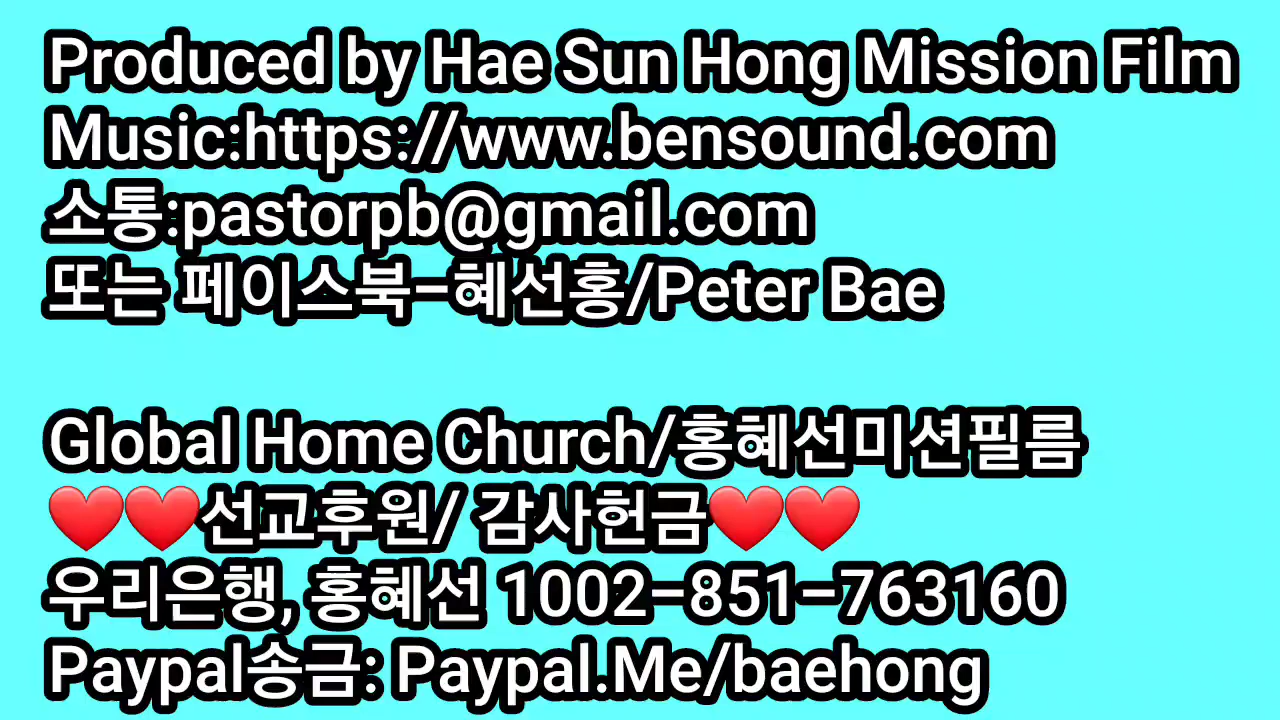 Produced by Hae Sun Hong Mission Film
Music:https://www.bensound.com
소통:pastorpb@gmail.com
또는 페이스북-혜선홍/Peter Bae
Global Home Church/홍혜선미션필름
❤️❤️선교후원/ 감사헌금❤️❤️
우리은행, 홍혜선 1002-851-763160
Paypal송금: Paypal.Me/baehong